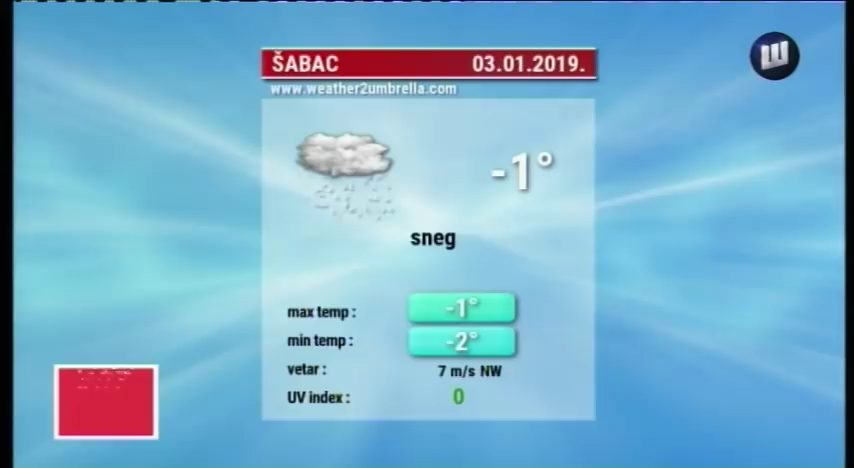 ŠABAC 03.01.2019.
www.weather2umbrella.com
-1°
sneg
max temp : -1°
min temp : -2°
vetar : 7 m/s NW
UV index : 0